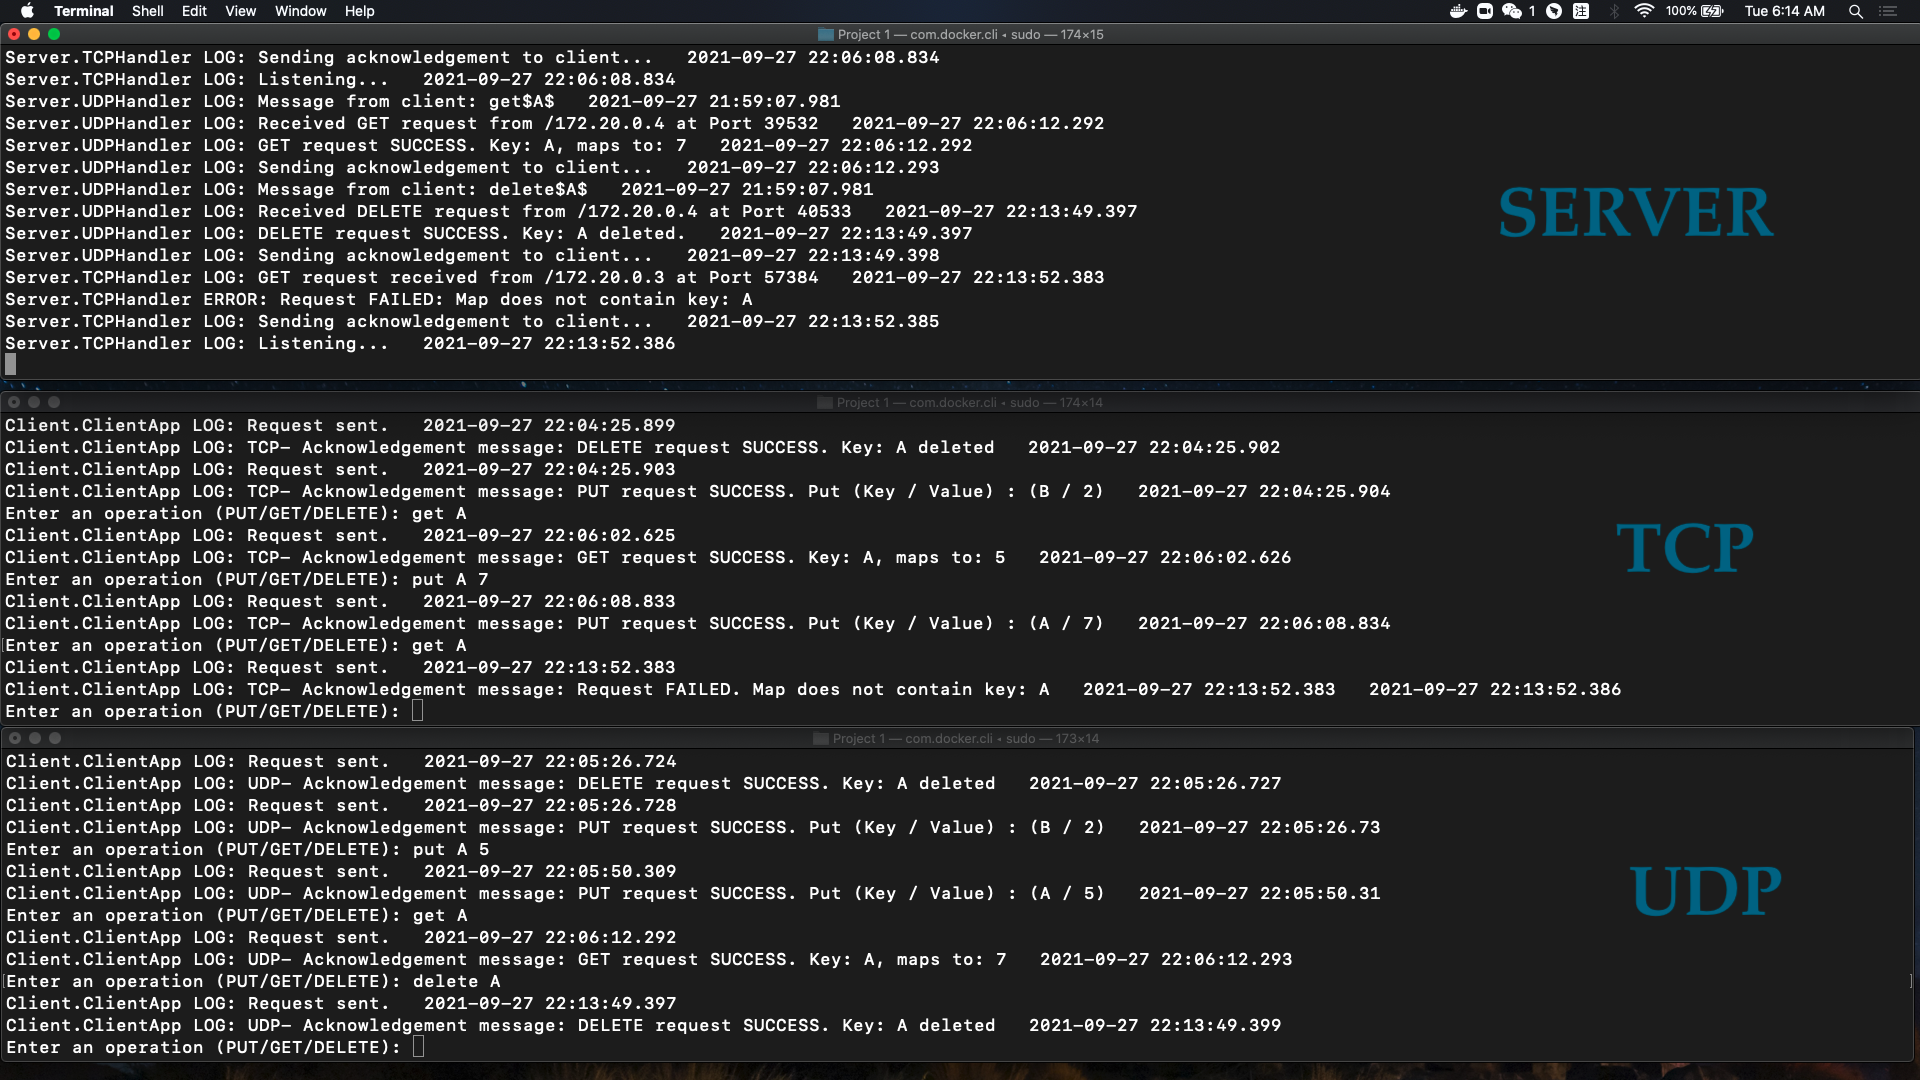 Terminal Shell Edit View Window Help 1 注 100% Tue 6:14 AM
Project 1 — com.docker.cli ◂ sudo — 174×15
Server.TCPHandler LOG: Sending acknowledgement to client...   2021-09-27 22:06:08.834
Server.TCPHandler LOG: Listening...   2021-09-27 22:06:08.834
Server.UDPHandler LOG: Message from client: get$A$   2021-09-27 21:59:07.981
Server.UDPHandler LOG: Received GET request from /172.20.0.4 at Port 39532   2021-09-27 22:06:12.292
Server.UDPHandler LOG: GET request SUCCESS. Key: A, maps to: 7   2021-09-27 22:06:12.292
Server.UDPHandler LOG: Sending acknowledgement to client...   2021-09-27 22:06:12.293
Server.UDPHandler LOG: Message from client: delete$A$   2021-09-27 21:59:07.981
Server.UDPHandler LOG: Received DELETE request from /172.20.0.4 at Port 40533   2021-09-27 22:13:49.397
Server.UDPHandler LOG: DELETE request SUCCESS. Key: A deleted.   2021-09-27 22:13:49.397
Server.UDPHandler LOG: Sending acknowledgement to client...   2021-09-27 22:13:49.398
Server.TCPHandler LOG: GET request received from /172.20.0.3 at Port 57384   2021-09-27 22:13:52.383
Server.TCPHandler ERROR: Request FAILED: Map does not contain key: A
Server.TCPHandler LOG: Sending acknowledgement to client...   2021-09-27 22:13:52.385
Server.TCPHandler LOG: Listening...   2021-09-27 22:13:52.386
SERVER
Project 1 — com.docker.cli ◂ sudo — 174×14
Client.ClientApp LOG: Request sent.   2021-09-27 22:04:25.899
Client.ClientApp LOG: TCP- Acknowledgement message: DELETE request SUCCESS. Key: A deleted   2021-09-27 22:04:25.902
Client.ClientApp LOG: Request sent.   2021-09-27 22:04:25.903
Client.ClientApp LOG: TCP- Acknowledgement message: PUT request SUCCESS. Put (Key / Value) : (B / 2)   2021-09-27 22:04:25.904
Enter an operation (PUT/GET/DELETE): get A
Client.ClientApp LOG: Request sent.   2021-09-27 22:06:02.625
Client.ClientApp LOG: TCP- Acknowledgement message: GET request SUCCESS. Key: A, maps to: 5   2021-09-27 22:06:02.626
Enter an operation (PUT/GET/DELETE): put A 7
Client.ClientApp LOG: Request sent.   2021-09-27 22:06:08.833
Client.ClientApp LOG: TCP- Acknowledgement message: PUT request SUCCESS. Put (Key / Value) : (A / 7)   2021-09-27 22:06:08.834
Enter an operation (PUT/GET/DELETE): get A
Client.ClientApp LOG: Request sent.   2021-09-27 22:13:52.383
Client.ClientApp LOG: TCP- Acknowledgement message: Request FAILED. Map does not contain key: A   2021-09-27 22:13:52.383   2021-09-27 22:13:52.386
Enter an operation (PUT/GET/DELETE):
TCP
Project 1 — com.docker.cli ◂ sudo — 173×14
Client.ClientApp LOG: Request sent.   2021-09-27 22:05:26.724
Client.ClientApp LOG: UDP- Acknowledgement message: DELETE request SUCCESS. Key: A deleted   2021-09-27 22:05:26.727
Client.ClientApp LOG: Request sent.   2021-09-27 22:05:26.728
Client.ClientApp LOG: UDP- Acknowledgement message: PUT request SUCCESS. Put (Key / Value) : (B / 2)   2021-09-27 22:05:26.73
Enter an operation (PUT/GET/DELETE): put A 5
Client.ClientApp LOG: Request sent.   2021-09-27 22:05:50.309
Client.ClientApp LOG: UDP- Acknowledgement message: PUT request SUCCESS. Put (Key / Value) : (A / 5)   2021-09-27 22:05:50.31
Enter an operation (PUT/GET/DELETE): get A
Client.ClientApp LOG: Request sent.   2021-09-27 22:06:12.292
Client.ClientApp LOG: UDP- Acknowledgement message: GET request SUCCESS. Key: A, maps to: 7   2021-09-27 22:06:12.293
Enter an operation (PUT/GET/DELETE): delete A
Client.ClientApp LOG: Request sent.   2021-09-27 22:13:49.397
Client.ClientApp LOG: UDP- Acknowledgement message: DELETE request SUCCESS. Key: A deleted   2021-09-27 22:13:49.399
Enter an operation (PUT/GET/DELETE):
UDP